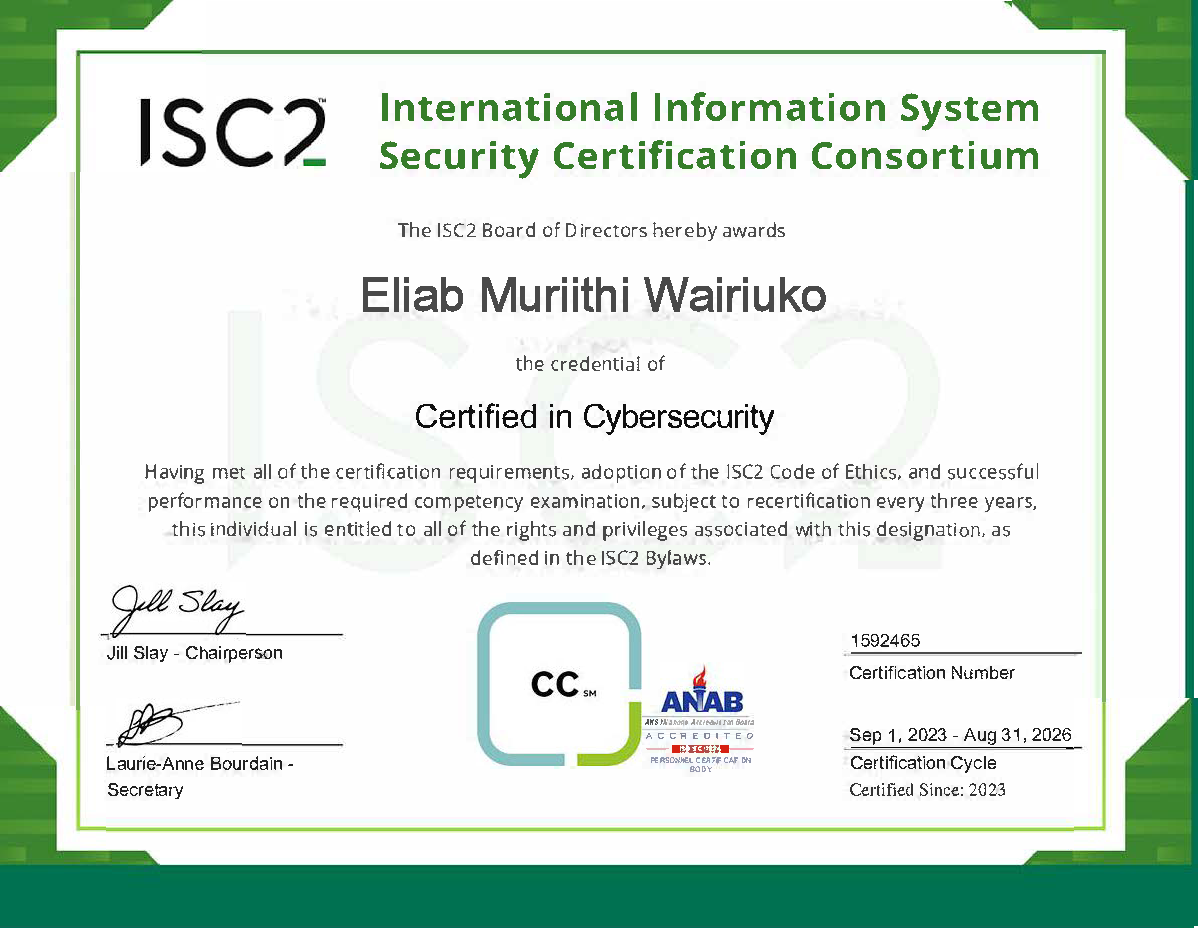 ISC2™
International Information System
Security Certification Consortium
The ISC2 Board of Directors hereby awards
Eliab Muriithi Wairiuko
the credential of
Certified in Cybersecurity
Having met all of the certification requirements, adoption of the ISC2 Code of Ethics, and successful
performance on the required competency examination, subject to recertification every three years,
this individual is entitled to all of the rights and privileges associated with this designation, as
defined in the ISC2 Bylaws.
Jill Slay
Jill Slay - Chairperson
Laurie-Anne Bourdain -
Secretary
CC SM
ANAB
ANSI National Accreditation Board
ACCREDITED
PERSONNEL CERTIFICATION
BODY
1592465
Certification Number
Sep 1, 2023 - Aug 31, 2026
Certification Cycle
Certified Since: 2023